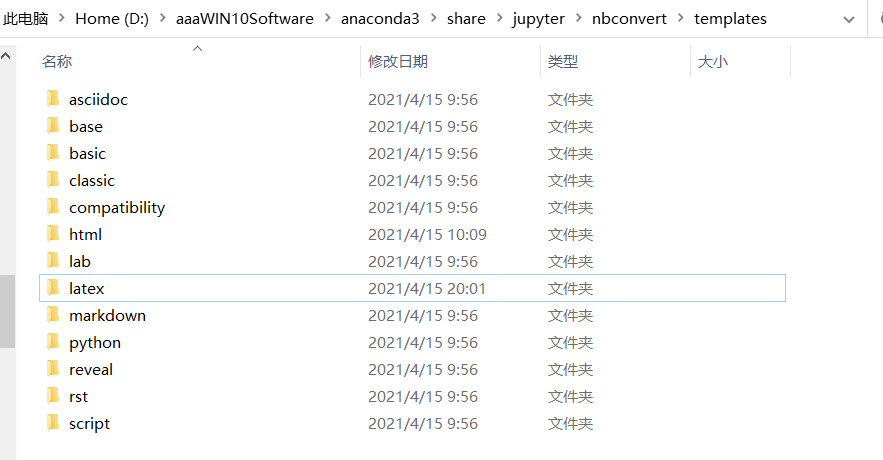 此电脑 > Home (D:) > aaaWIN10Software > anaconda3 > share > jupyter > nbconvert > templates
名称 修改日期 类型 大小
asciidoc 2021/4/15 9:56 文件夹
base 2021/4/15 9:56 文件夹
basic 2021/4/15 9:56 文件夹
classic 2021/4/15 9:56 文件夹
compatibility 2021/4/15 9:56 文件夹
html 2021/4/15 10:09 文件夹
lab 2021/4/15 9:56 文件夹
latex 2021/4/15 20:01 文件夹
markdown 2021/4/15 9:56 文件夹
python 2021/4/15 9:56 文件夹
reveal 2021/4/15 9:56 文件夹
rst 2021/4/15 9:56 文件夹
script 2021/4/15 9:56 文件夹